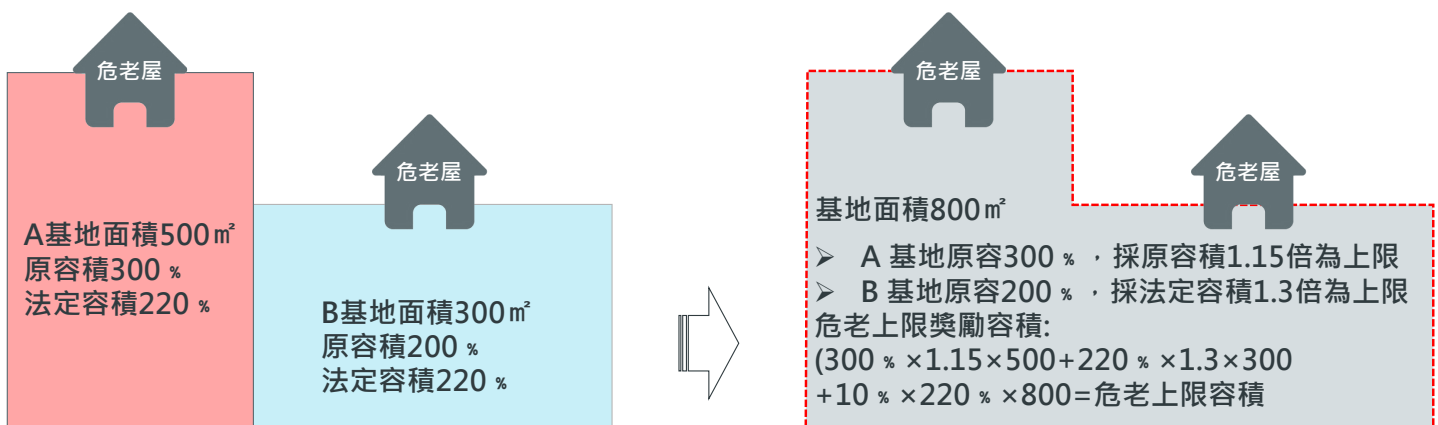 危老屋
危老屋
A基地面積500㎡
原容積300﹪
法定容積220﹪
B基地面積300㎡
原容積200﹪
法定容積220﹪
危老屋
危老屋
基地面積800㎡
➢ A 基地原容300﹪,採原容積1.15倍為上限
➢ B 基地原容200﹪,採法定容積1.3倍為上限
危老上限獎勵容積:
(300﹪×1.15×500+220﹪×1.3×300
+10﹪×220﹪×800=危老上限容積